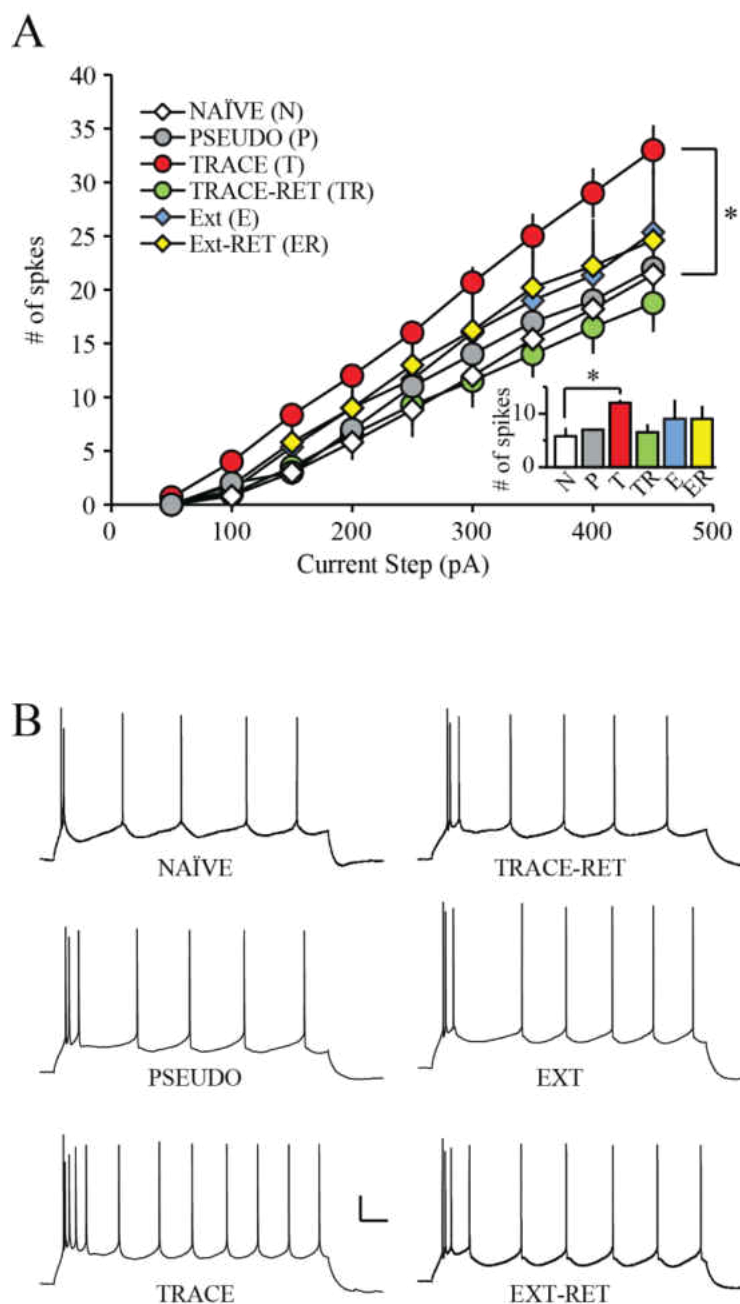 A
40
35
30
25
20
15
10
5
0
# of spkes
NAÏVE (N)
PSEUDO (P)
TRACE (T)
TRACE-RET (TR)
Ext (E)
Ext-RET (ER)
*
# of spikes
10
0
*
N P T TR E ER
0 100 200 300 400 500
Current Step (pA)
B
NAÏVE
TRACE-RET
PSEUDO
EXT
TRACE
EXT-RET